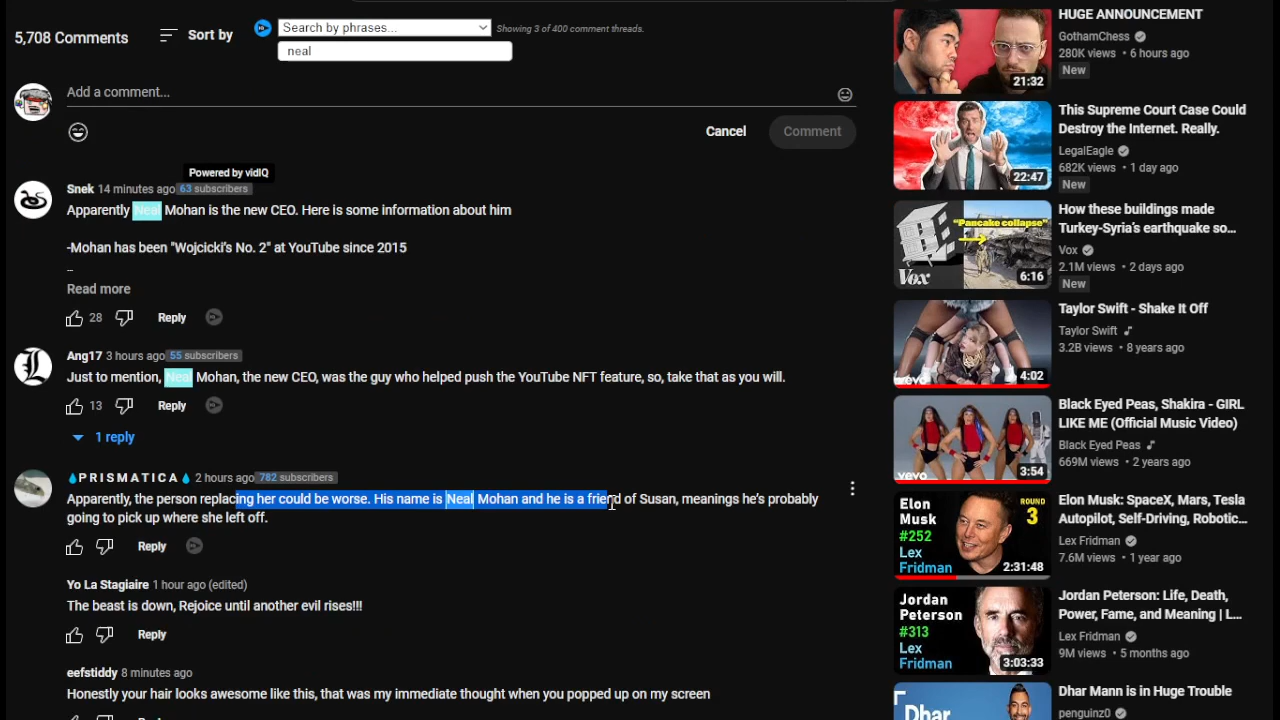 5,708 Comments
Sort by
Search by phrases...
Showing 3 of 400 comment threads.
neal
Add a comment...
Cancel
Comment
Powered by vidIQ
Snek 14 minutes ago 63 subscribers
Apparently Neal Mohan is the new CEO. Here is some information about him
-Mohan has been "Wojcicki's No. 2" at YouTube since 2015
–
Read more
28
Reply
Ang17 3 hours ago 55 subscribers
Just to mention, Neal Mohan, the new CEO, was the guy who helped push the YouTube NFT feature, so, take that as you will.
13
Reply
1 reply
💧P R I S M A T I C A💧 2 hours ago 782 subscribers
Apparently, the person replacing her could be worse. His name is Neal Mohan and he is a friend of Susan, meanings he's probably
going to pick up where she left off.
Reply
Yo La Stagiaire 1 hour ago (edited)
The beast is down, Rejoice until another evil rises!!!
Reply
eefstiddy 8 minutes ago
Honestly your hair looks awesome like this, that was my immediate thought when you popped up on my screen
21:32
HUGE ANNOUNCEMENT
GothamChess
280K views • 6 hours ago
New
22:47
This Supreme Court Case Could
Destroy the Internet. Really.
LegalEagle
682K views • 1 day ago
New
"Pancake collapse"
Vox
6:16
How these buildings made
Turkey-Syria's earthquake so...
Vox
2.1M views • 2 days ago
New
vevo
4:02
Taylor Swift - Shake It Off
Taylor Swift
3.2B views • 8 years ago
vevo
3:54
Black Eyed Peas, Shakira - GIRL
LIKE ME (Official Music Video)
Black Eyed Peas
669M views • 2 years ago
Elon
Musk
#252
Lex
Fridman
ROUND
3
2:31:48
Elon Musk: SpaceX, Mars, Tesla
Autopilot, Self-Driving, Robotic...
Lex Fridman
7.6M views • 1 year ago
Jordan
Peterson
#313
Lex
Fridman
3:03:33
Jordan Peterson: Life, Death,
Power, Fame, and Meaning | L...
Lex Fridman
9M views • 5 months ago
Dhar
Dhar Mann is in Huge Trouble
penguinz0